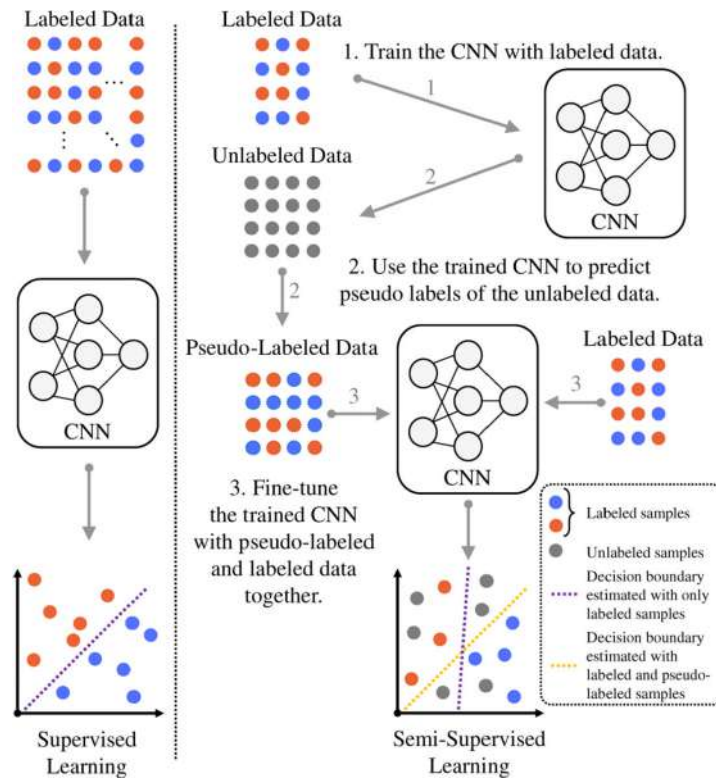 Labeled Data
CNN
Supervised
Learning
1. Train the CNN with labeled data.
1
CNN
Unlabeled Data
2
2. Use the trained CNN to predict
pseudo labels of the unlabeled data.
2
Pseudo-Labeled Data
3
CNN
Labeled Data
3
3. Fine-tune
the trained CNN
with pseudo-labeled
and labeled data
together.
Labeled samples
Unlabeled samples
Decision boundary
estimated with only
labeled samples
Decision boundary
estimated with
labeled and pseudo-
labeled samples
Semi-Supervised
Learning